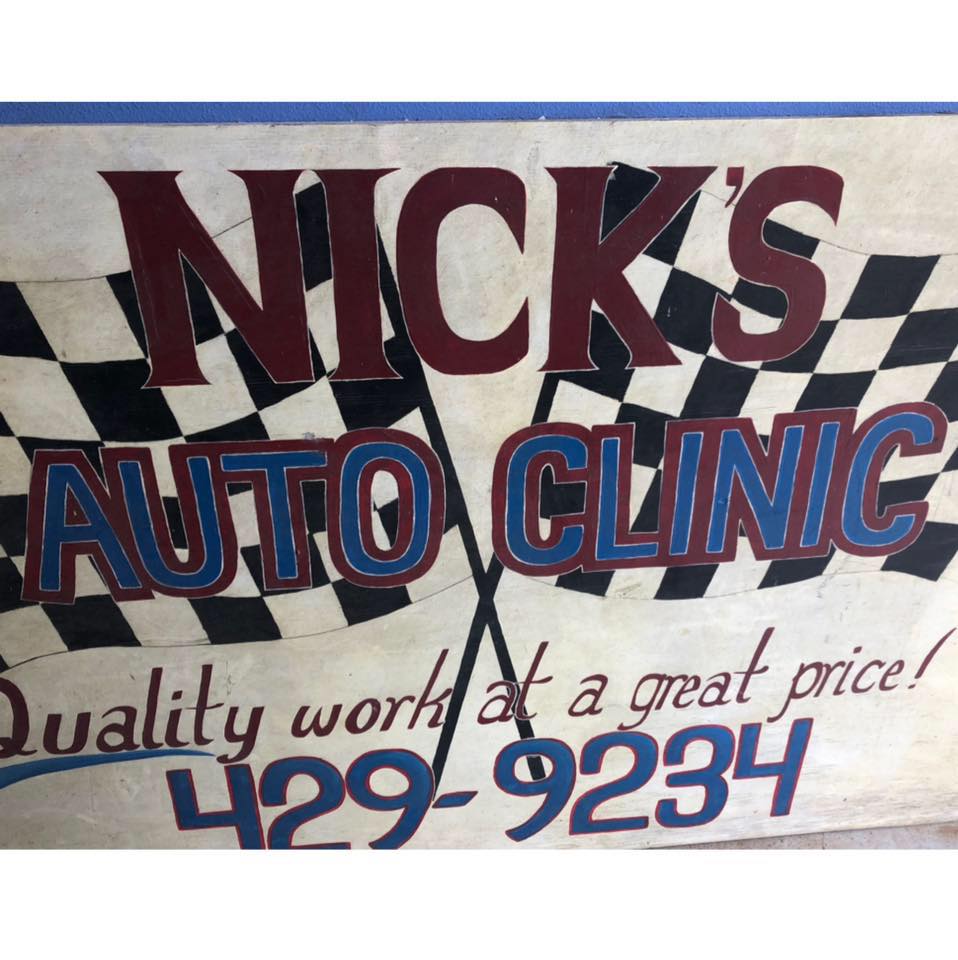 NICK'S
AUTO CLINIC
Quality work at a great price!
429-9234